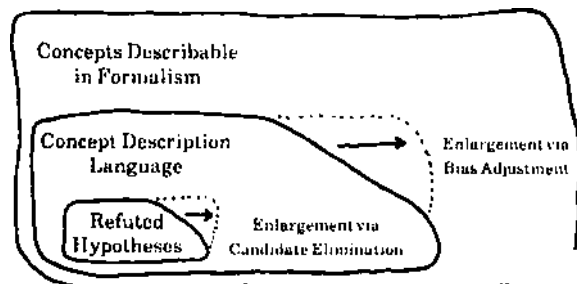 Concepts Describable
in Formalism
Concept Description
Language
Enlargement via
Bias Adjustment
Refuted
Hypotheses
Enlargement via
Candidate Elimination